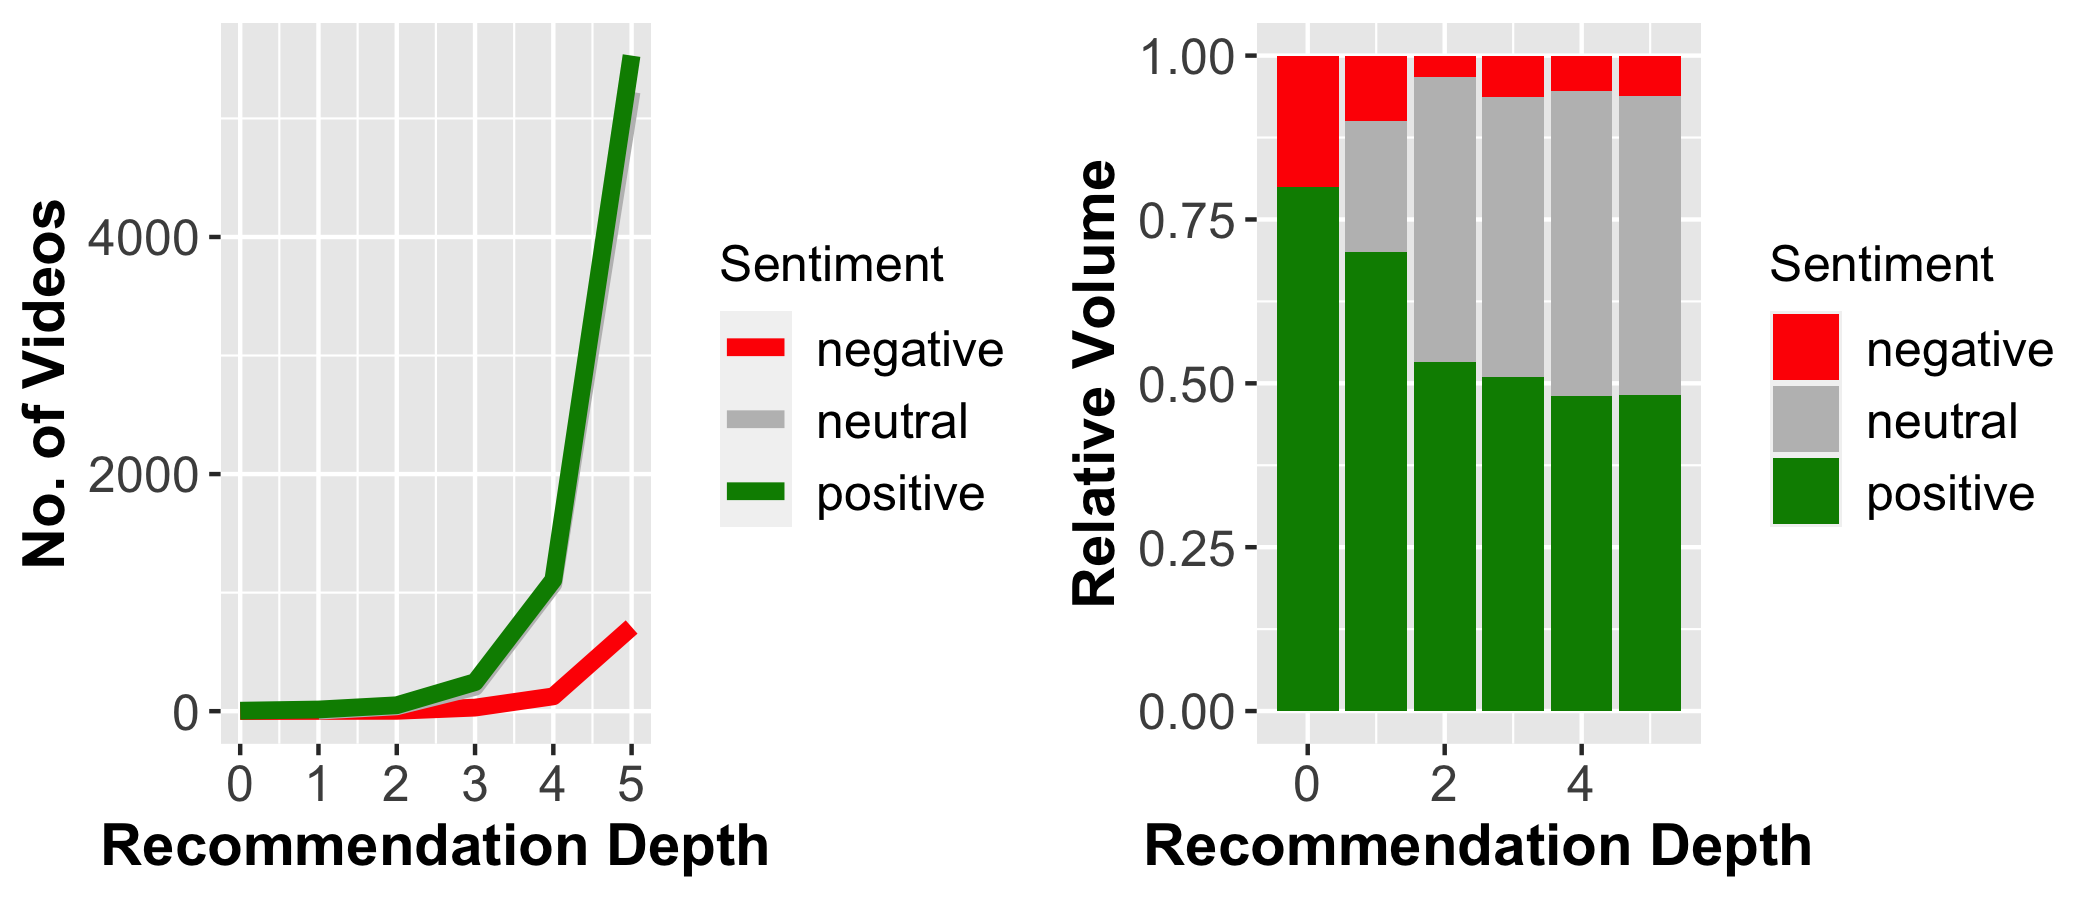 No. of Videos
4000
2000
0
0 1 2 3 4 5
Recommendation Depth
Sentiment
negative
neutral
positive
Relative Volume
1.00
0.75
0.50
0.25
0.00
0 2 4
Recommendation Depth
Sentiment
negative
neutral
positive